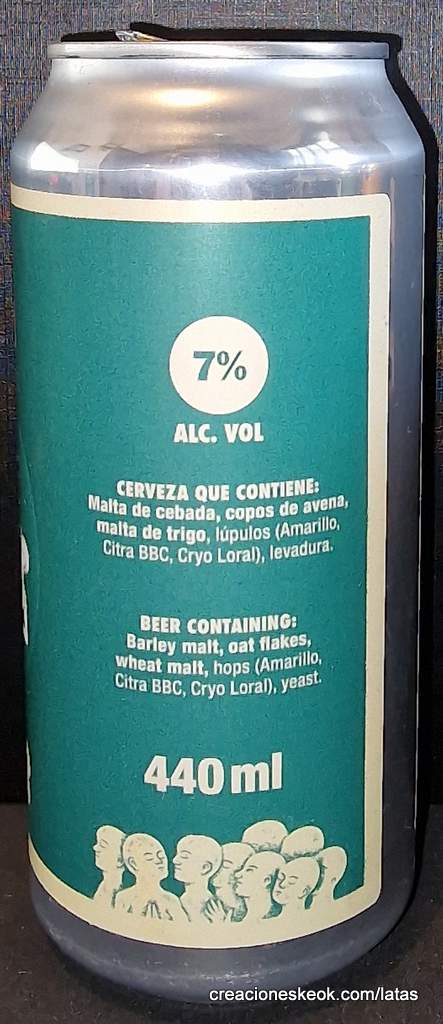 7%
ALC. VOL
CERVEZA QUE CONTIENE:
Malta de cebada, copos de avena,
malta de trigo, lúpulos (Amarillo,
Citra BBC, Cryo Loral), levadura.
BEER CONTAINING:
Barley malt, oat flakes,
wheat malt, hops (Amarillo,
Citra BBC, Cryo Loral), yeast.
440 ml
creacioneskeok.com/latas